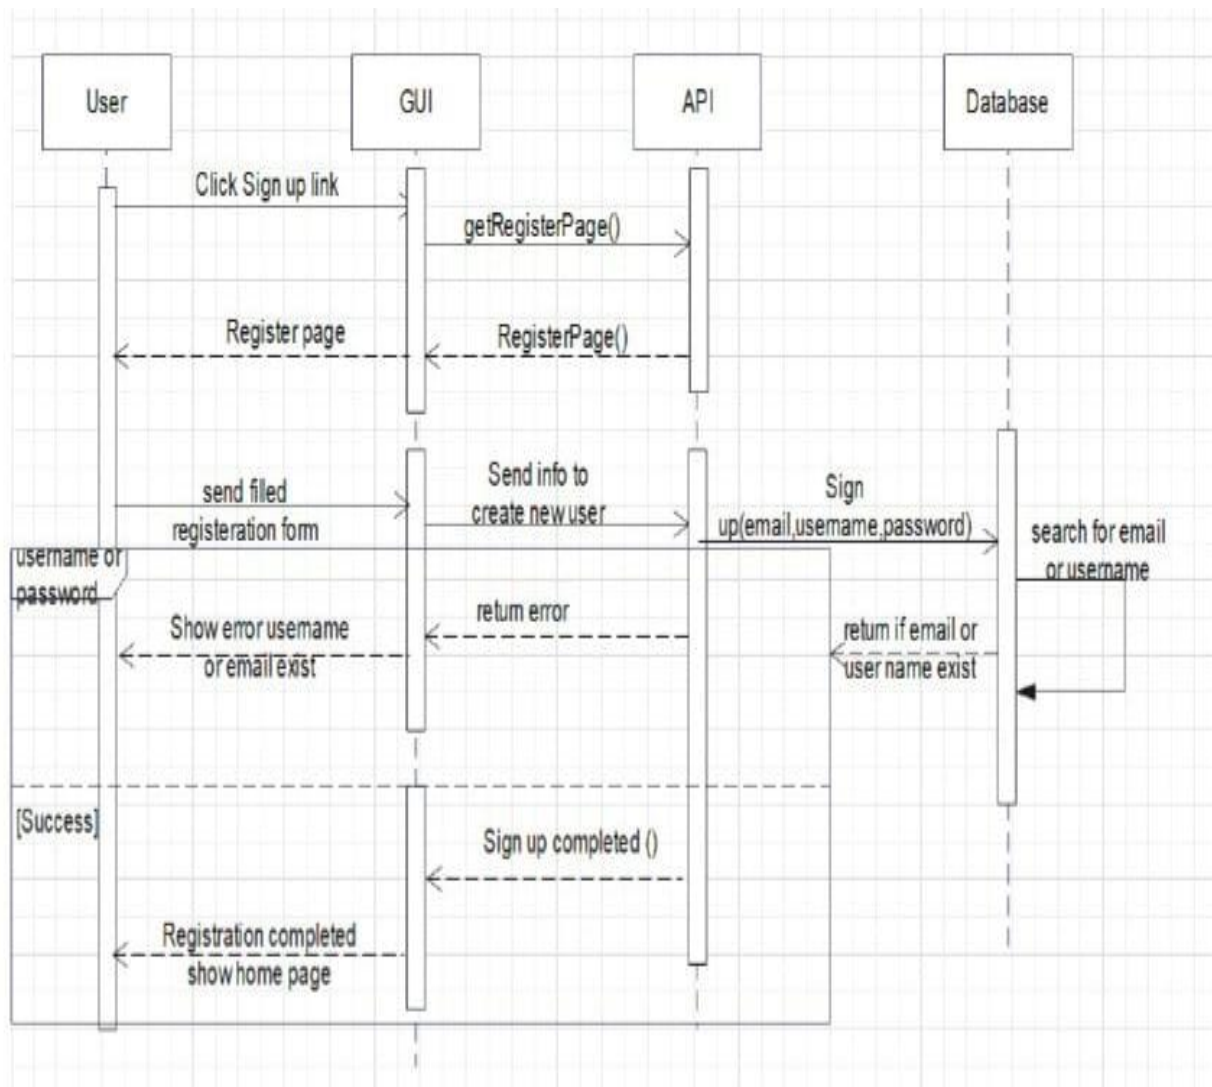 User
GUI
API
Database
Click Sign up link
getRegisterPage()
Register page
RegisterPage()
send filled
registeration form
Send info to
create new user
Sign
up(email,username,password)
search for email
or username
username or
password
Show error username
or email exist
return error
return if email or
user name exist
[Success]
Sign up completed ()
Registration completed
show home page